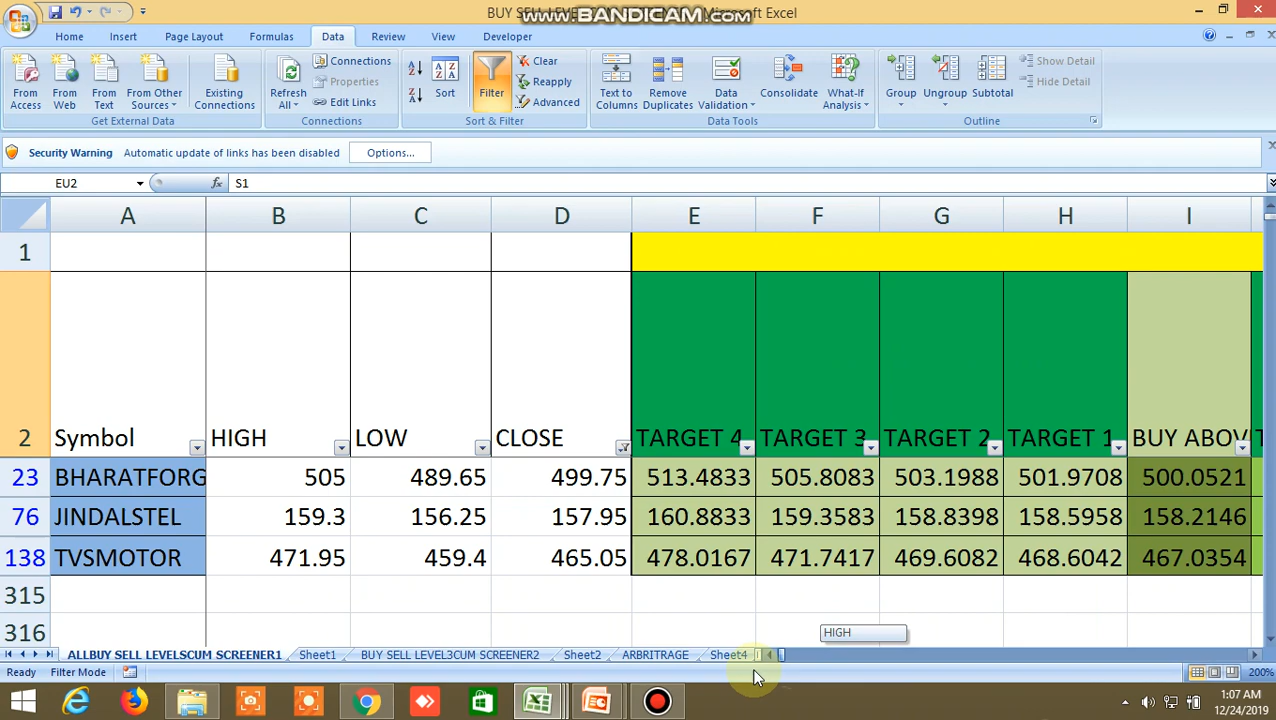 BUY SELL LEVEL
Microsoft Excel
www.BANDICAM.com
Home Insert Page Layout Formulas Data Review View Developer
From Access
From Web
From Text
From Other Sources
Existing Connections
Get External Data
Refresh All
Connections
Properties
Edit Links
Connections
Sort
Filter
Clear
Reapply
Advanced
Sort & Filter
Text to Columns
Remove Duplicates
Data Validation
Consolidate
What-If Analysis
Data Tools
Group
Ungroup
Subtotal
Show Detail
Hide Detail
Outline
Security Warning Automatic update of links has been disabled Options...
EU2 fx S1
A B C D E F G H I
1
2 Symbol HIGH LOW CLOSE TARGET 4 TARGET 3 TARGET 2 TARGET 1 BUY ABOV
23 BHARATFORG 505 489.65 499.75 513.4833 505.8083 503.1988 501.9708 500.0521
76 JINDALSTEL 159.3 156.25 157.95 160.8833 159.3583 158.8398 158.5958 158.2146
138 TVSMOTOR 471.95 459.4 465.05 478.0167 471.7417 469.6082 468.6042 467.0354
315
316
HIGH
ALLBUY SELL LEVELSCUM SCREENER1 Sheet1 BUY SELL LEVEL3CUM SCREENER2 Sheet2 ARBRITRAGE Sheet4
Ready Filter Mode 200%
1:07 AM
12/24/2019